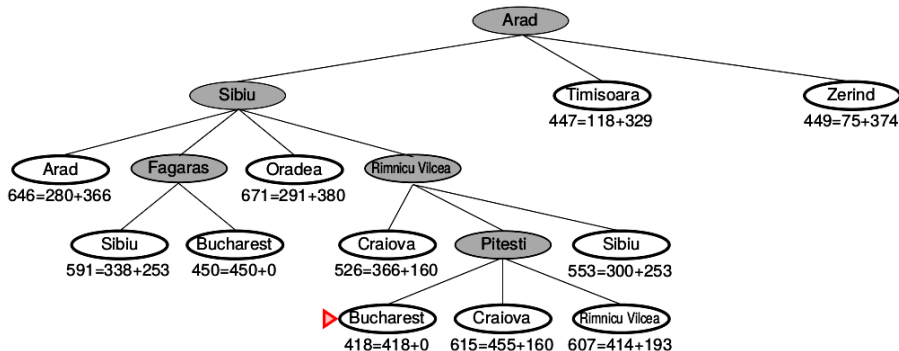 Arad
Sibiu
Timisoara
Zerind
447=118+329
449=75+374
Arad
Fagaras
Oradea
Rimnicu Vilcea
646=280+366
671=291+380
Sibiu
Bucharest
Craiova
Pitesti
Sibiu
591=338+253
450=450+0
526=366+160
553=300+253
Bucharest
Craiova
Rimnicu Vilcea
418=418+0
615=455+160
607=414+193